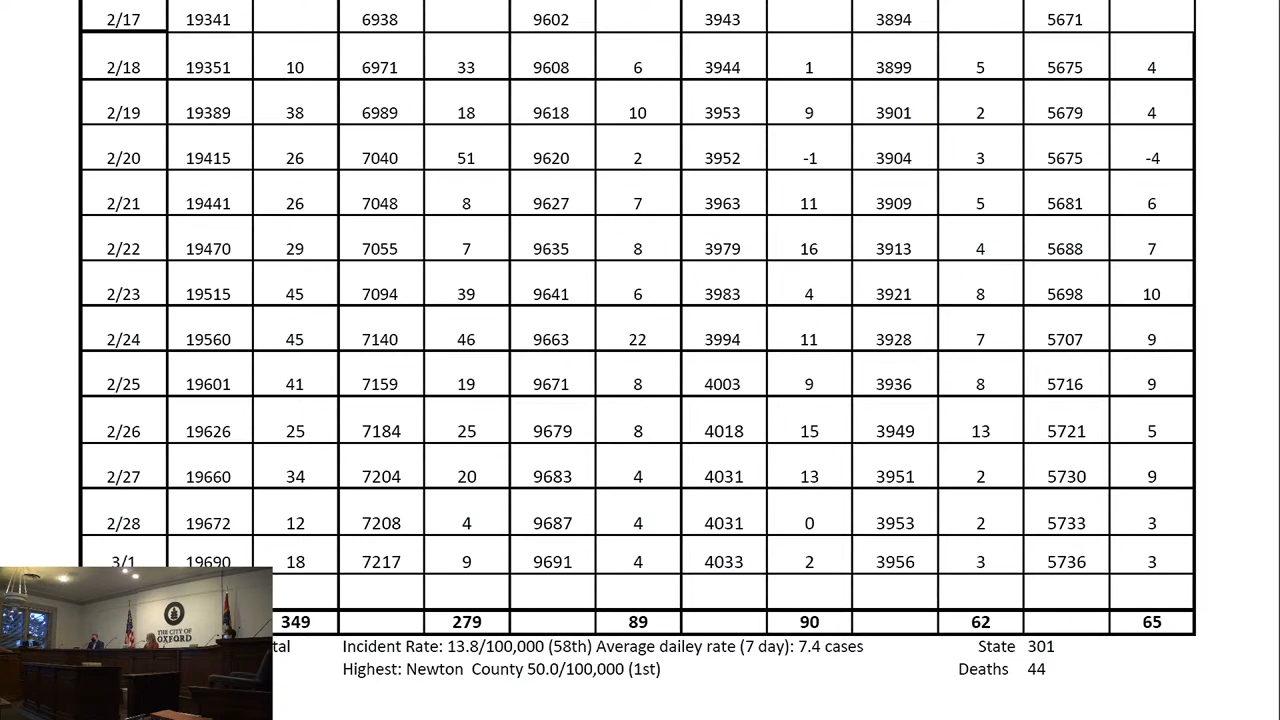 2/17 19341 6938 9602 3943 3894 5671
2/18 19351 10 6971 33 9608 6 3944 1 3899 5 5675 4
2/19 19389 38 6989 18 9618 10 3953 9 3901 2 5679 4
2/20 19415 26 7040 51 9620 2 3952 -1 3904 3 5675 -4
2/21 19441 26 7048 8 9627 7 3963 11 3909 5 5681 6
2/22 19470 29 7055 7 9635 8 3979 16 3913 4 5688 7
2/23 19515 45 7094 39 9641 6 3983 4 3921 8 5698 10
2/24 19560 45 7140 46 9663 22 3994 11 3928 7 5707 9
2/25 19601 41 7159 19 9671 8 4003 9 3936 8 5716 9
2/26 19626 25 7184 25 9679 8 4018 15 3949 13 5721 5
2/27 19660 34 7204 20 9683 4 4031 13 3951 2 5730 9
2/28 19672 12 7208 4 9687 4 4031 0 3953 2 5733 3
3/1 19690 18 7217 9 9691 4 4033 2 3956 3 5736 3
349 279 89 90 62 65
tal Incident Rate: 13.8/100,000 (58th) Average dailey rate (7 day): 7.4 cases State 301
Highest: Newton County 50.0/100,000 (1st) Deaths 44
THE CITY OF
OXFORD